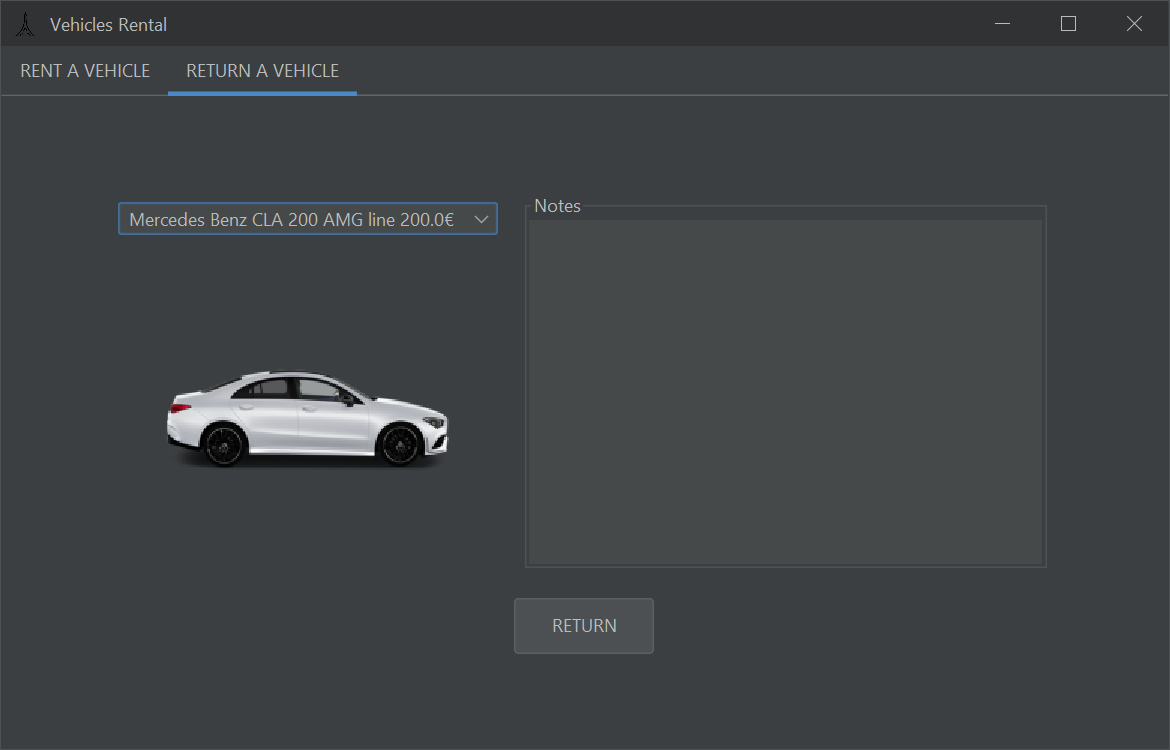 Vehicles Rental
RENT A VEHICLE
RETURN A VEHICLE
Mercedes Benz CLA 200 AMG line 200.0€
Notes
RETURN